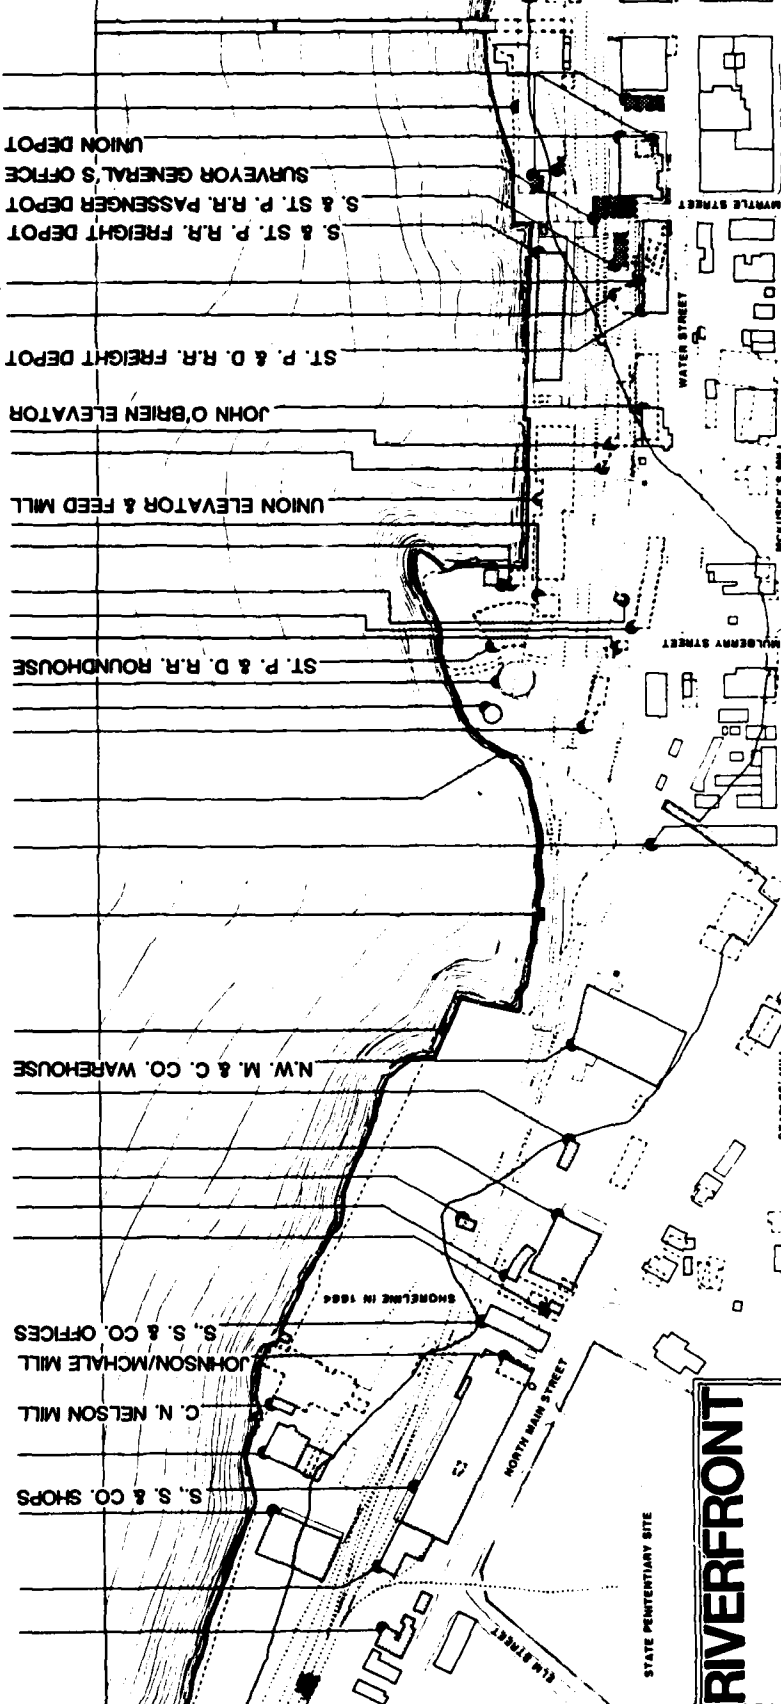 UNION DEPOT
SURVEYOR GENERAL'S OFFICE
S. & ST. P. R.R. PASSENGER DEPOT
S. & ST. P. R.R. FREIGHT DEPOT
ST. P. & D. R.R. FREIGHT DEPOT
JOHN O'BRIEN ELEVATOR
UNION ELEVATOR & FEED MILL
ST. P. & D. R.R. ROUNDHOUSE
N.W. M. & C. CO. WAREHOUSE
S., S. & CO. OFFICES
JOHNSON/MCHALE MILL
C. N. NELSON MILL
S., S. & CO. SHOPS
MYRTLE STREET
WATER STREET
MULBERRY STREET
SHORELINE IN 1884
NORTH MAIN STREET
ELM STREET
STATE PENITENTIARY SITE
RIVERFRONT